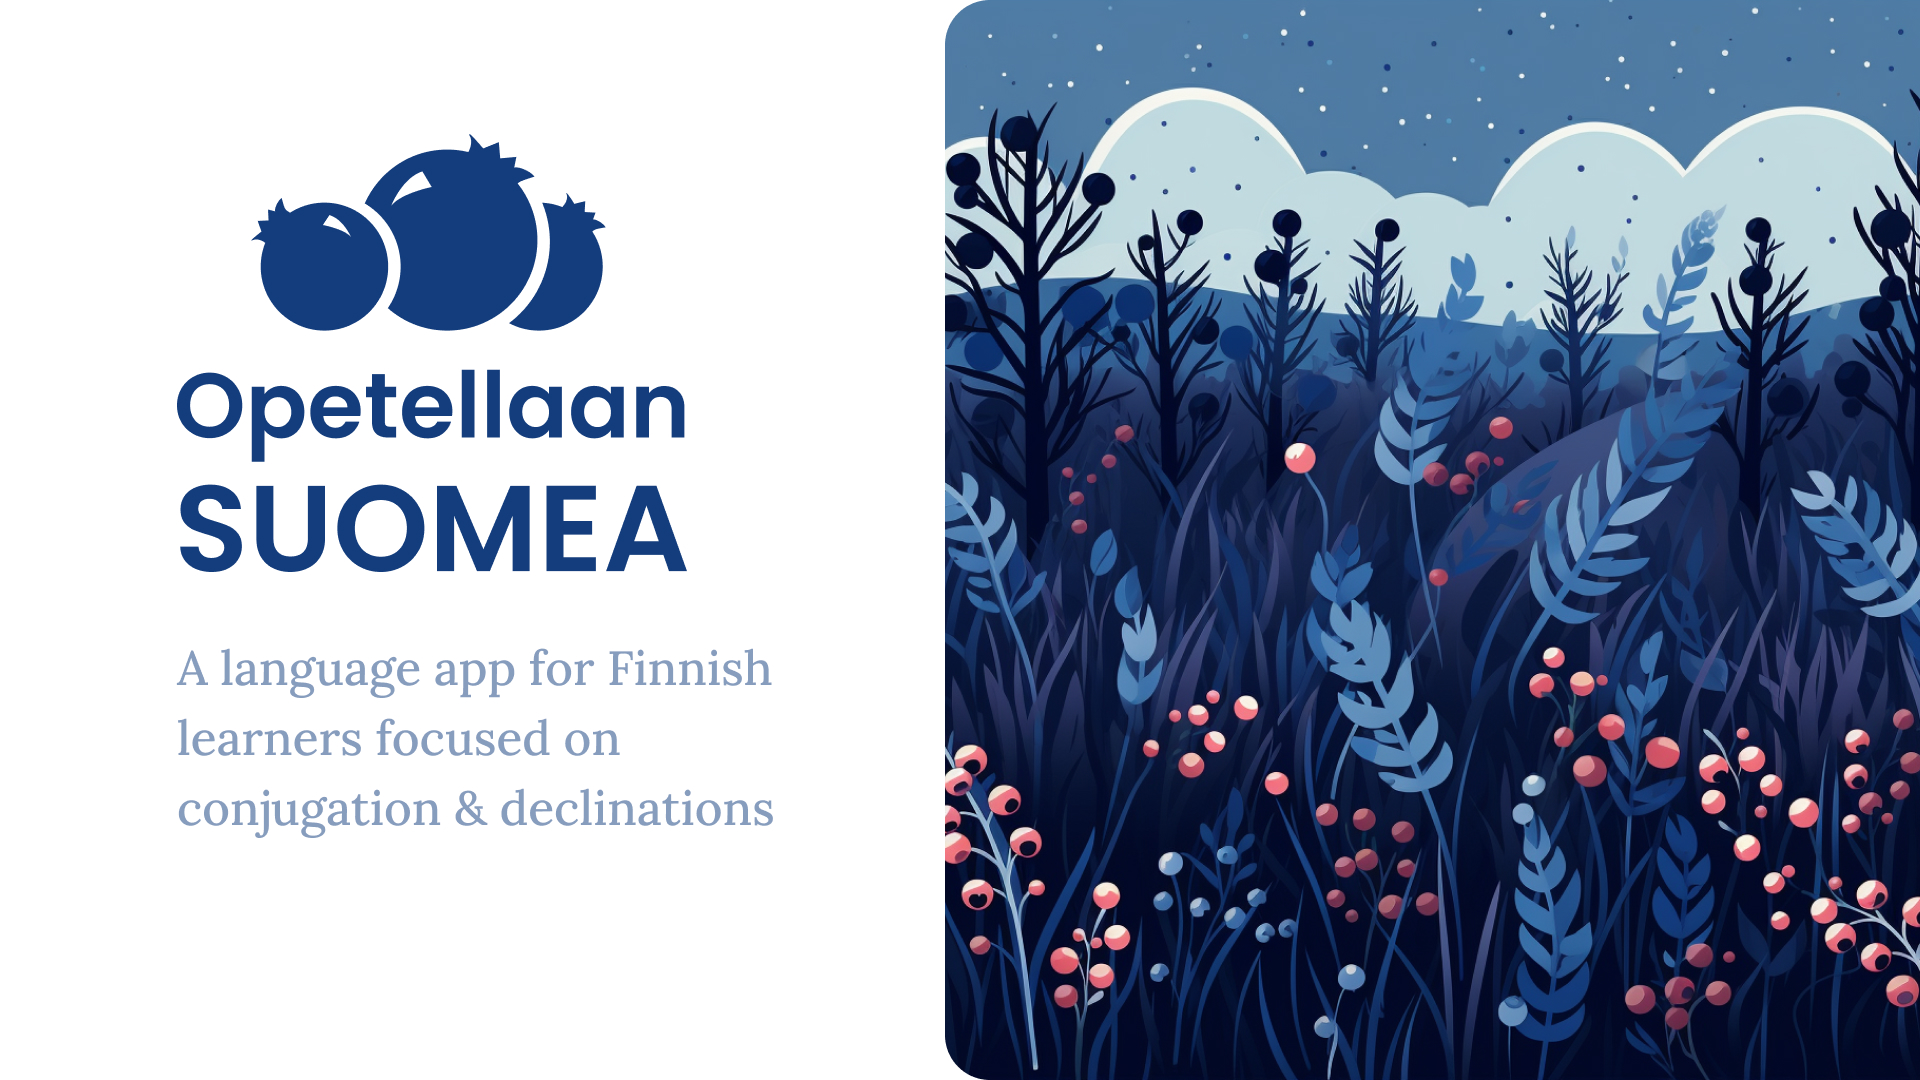 Opetellaan
SUOMEA
A language app for Finnish
learners focused on
conjugation & declinations